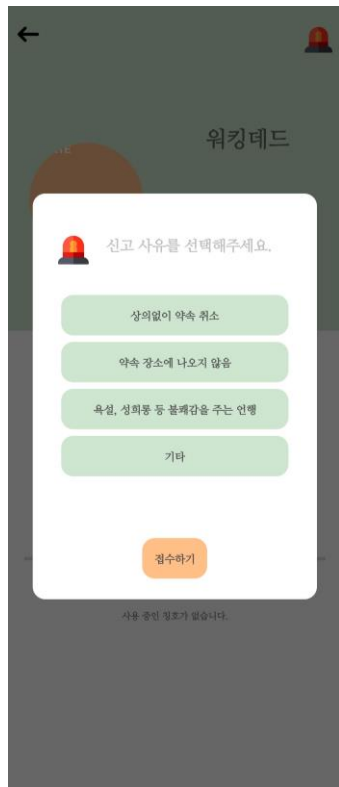 워킹데드
신고 사유를 선택해주세요.
상의없이 약속 취소
약속 장소에 나오지 않음
욕설, 성희롱 등 불쾌감을 주는 언행
기타
접수하기
사용 중인 칭호가 없습니다.